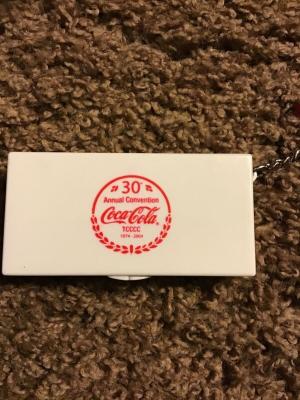 30th
Annual Convention
Coca-Cola®
TCCCC
1974 - 2004